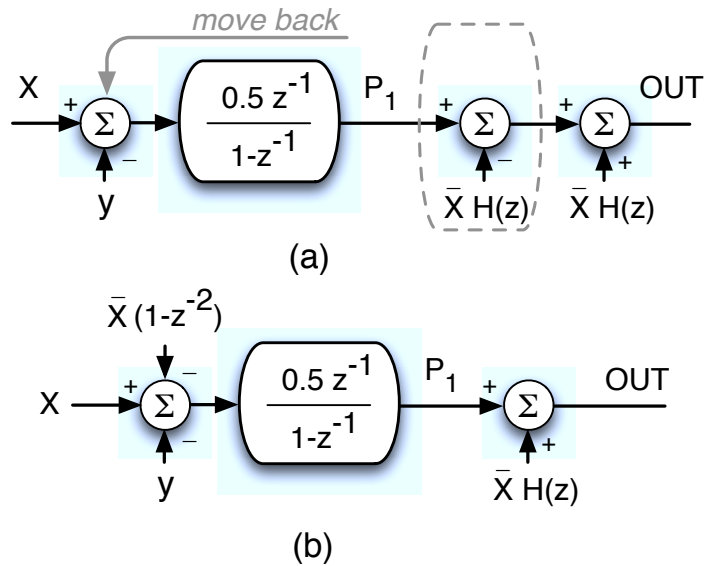 move back
X
+
Σ
−
y
0.5 z⁻¹
1-z⁻¹
P₁
+
Σ
−
X̄ H(z)
+
Σ
+
X̄ H(z)
OUT
(a)
X̄ (1-z⁻²)
X
+
−
Σ
−
y
0.5 z⁻¹
1-z⁻¹
P₁
+
Σ
+
X̄ H(z)
OUT
(b)